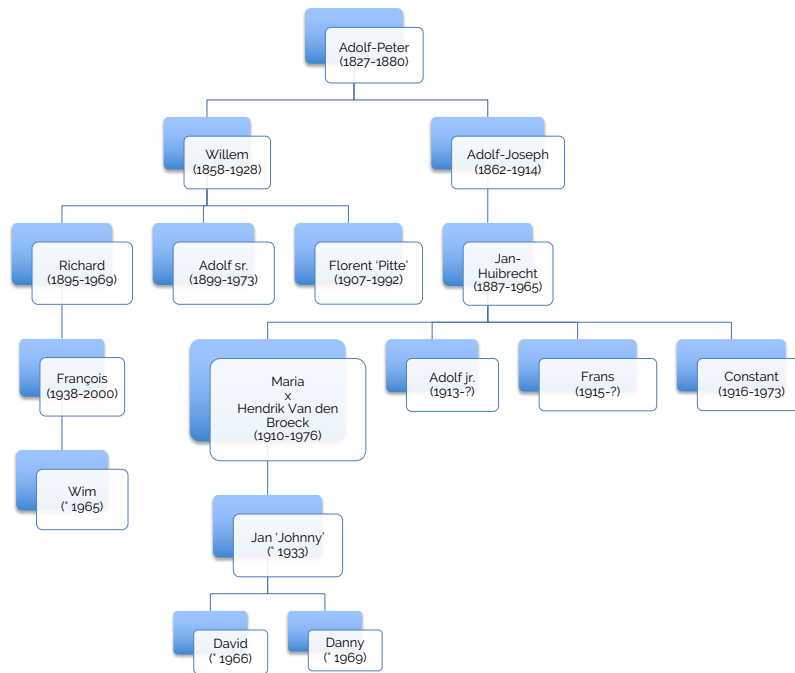 Adolf-Peter
(1827-1880)
Willem
(1858-1928)
Adolf-Joseph
(1862-1914)
Richard
(1895-1969)
Adolf sr.
(1899-1973)
Florent ‘Pitte’
(1907-1992)
Jan-
Huibrecht
(1887-1965)
François
(1938-2000)
Maria
x
Hendrik Van den
Broeck
(1910-1976)
Adolf jr.
(1913-?)
Frans
(1915-?)
Constant
(1916-1973)
Wim
(° 1965)
Jan ‘Johnny’
(° 1933)
David
(° 1966)
Danny
(° 1969)